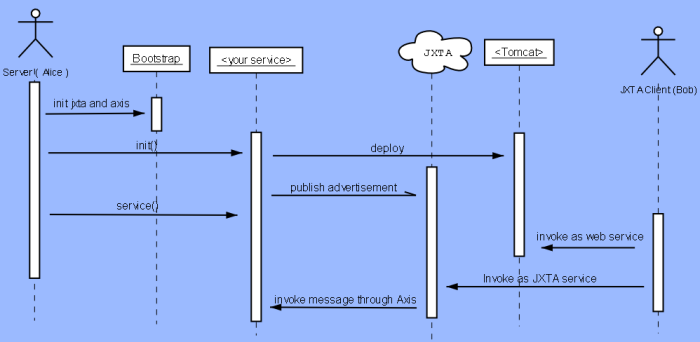 Server!( Alice )
Bootstrap
<your service>
JXTA
<Tomcat>
JXTA Client (Bob)
init jxta and axis
init()
deploy
publish advertisement
service()
invoke as web service
Invoke as JXTA service
invoke message through Axis